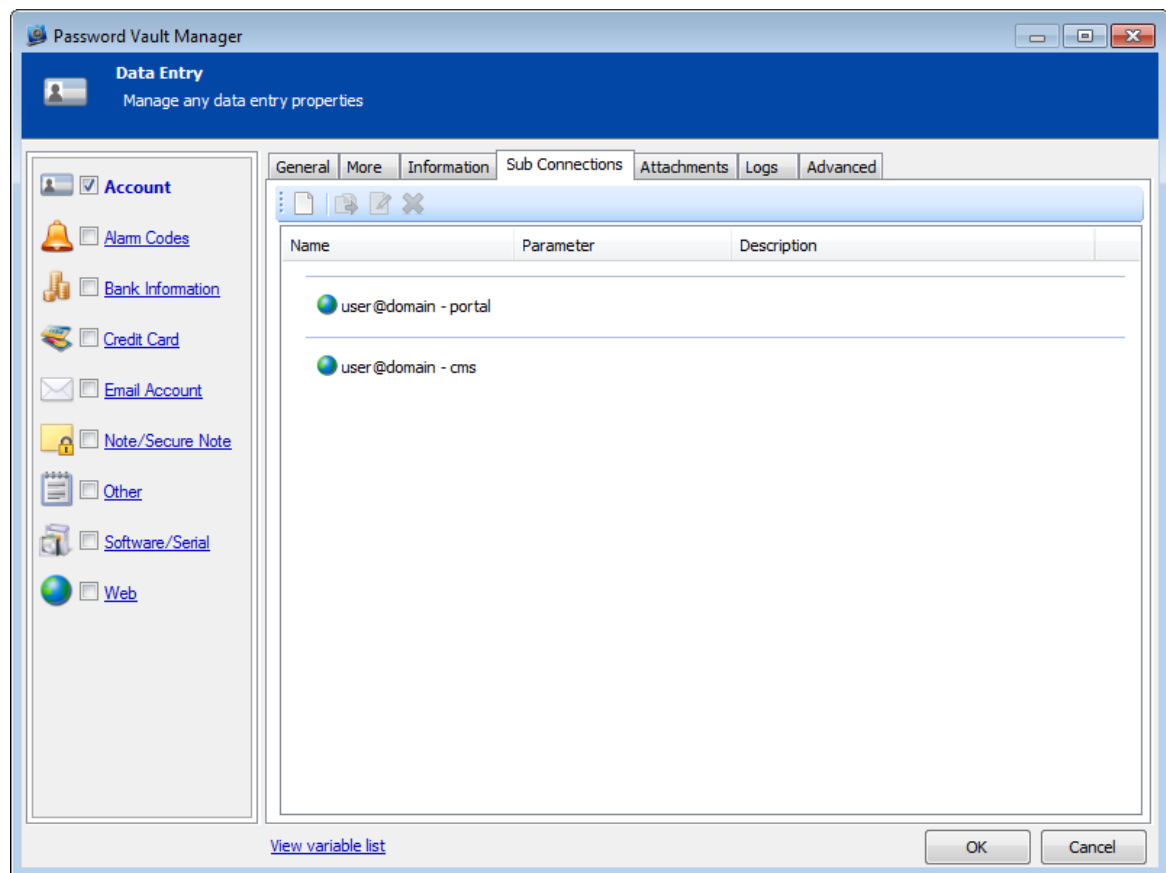 Password Vault Manager
Data Entry
Manage any data entry properties
Account
Alarm Codes
Bank Information
Credit Card
Email Account
Note/Secure Note
Other
Software/Serial
Web
General More Information Sub Connections Attachments Logs Advanced
Name Parameter Description
user@domain - portal
user@domain - cms
View variable list
OK Cancel